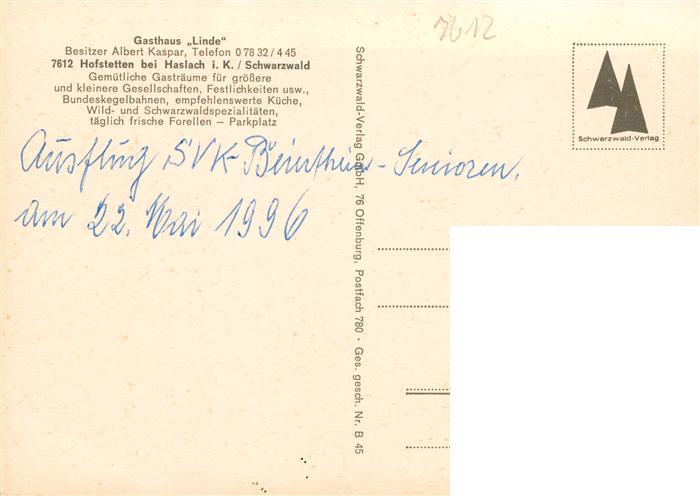 Gasthaus „Linde“
Besitzer Albert Kaspar, Telefon 0 78 32 / 4 45
7612 Hofstetten bei Haslach i. K. / Schwarzwald
Gemütliche Gasträume für größere
und kleinere Gesellschaften, Festlichkeiten usw.,
Bundeskegelbahnen, empfehlenswerte Küche,
Wild- und Schwarzwaldspezialitäten,
täglich frische Forellen — Parkplatz
Ausflug SVK-Beiertheim-Senioren.
am 22. Mai 1996
Schwarzwald-Verlag GmbH, 76 Offenburg, Postfach 780 · Ges. gesch. Nr. B 45
7612
Schwarzwald-Verlag